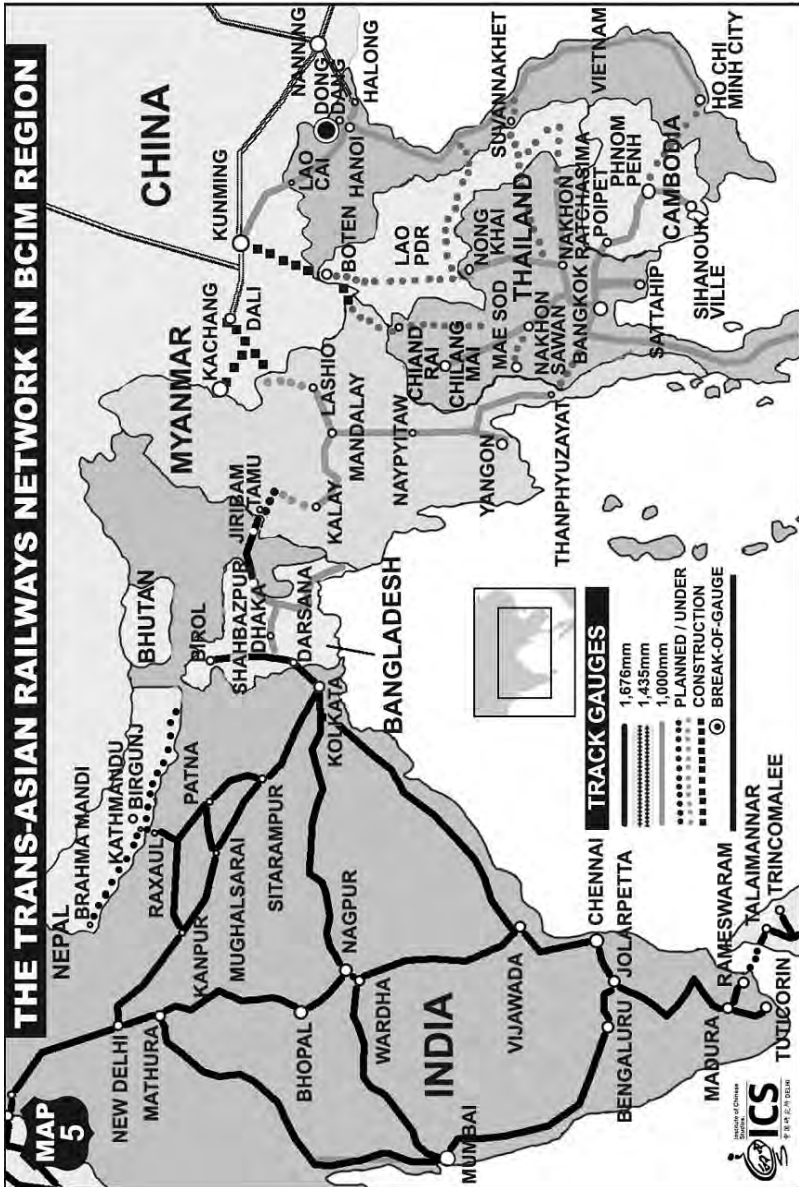 THE TRANS-ASIAN RAILWAYS NETWORK IN BCIM REGION
MAP
5
NEPAL
BRAHMA MANDI
KATHMANDU
BIRGUNJ
RAXAUL
PATNA
NEW DELHI
MATHURA
KANPUR
MUGHALSARAI
SITARAMPUR
BHOPAL
NAGPUR
WARDHA
INDIA
MUMBAI
KOLKATA
VIJAWADA
BENGALURU
JOLARPETTA
CHENNAI
MADURA
RAMESWARAM
TALAIMANNAR
TRINCOMALEE
TUTICORIN
BHUTAN
BIROL
SHAHBAZPUR
DHAKA
DARSANA
BANGLADESH
JIRIBAM
TAMU
KALAY
MYANMAR
KACHANG
DALI
LASHIOT
MANDALAY
NAYPYITAW
YANGON
THANPHYUZAYAT
CHINA
KUNMING
NANNING
DONG
DANG
HALONG
LAO
CAI
HANOI
BOTEN
LAO
PDR
CHIAND
RAI
CHILANG
MAI
MAE SOD
NAKHON
SAWAN
NONG
KHAI
THAILAND
NAKHON
RATCHASIMA
BANGKOK
SATTAHIP
SUVANNAKHET
VIETNAM
POIPET
PHNOM
PENH
CAMBODIA
SIHANOUK
VILLE
HO CHI
MINH CITY
TRACK GAUGES
1,676mm
1,435mm
1,000mm
PLANNED / UNDER
CONSTRUCTION
BREAK-OF-GAUGE
Institute of Chinese
Studies,
ICS
DELHI